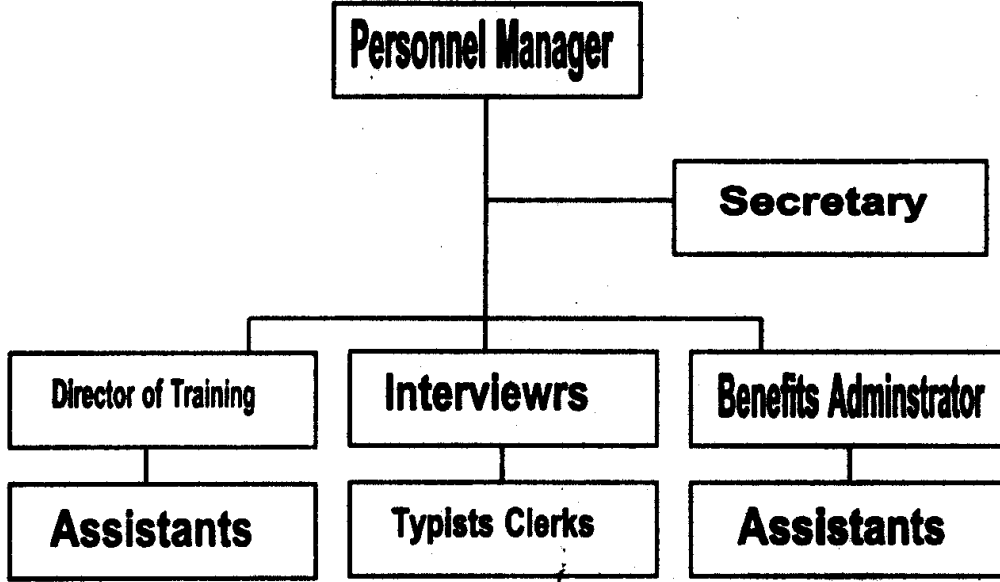 Personnel Manager
Secretary
Director of Training
Interviewrs
Benefits Adminstrator
Assistants
Typists Clerks
Assistants